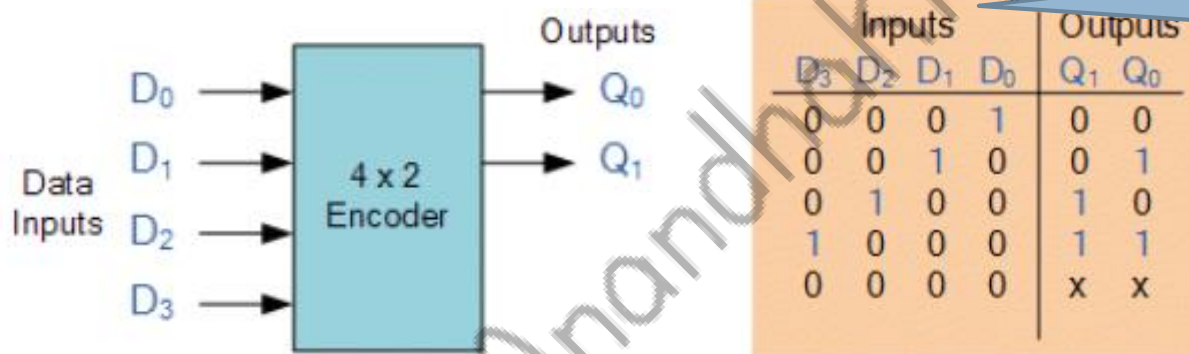 Data
Inputs
D₀
D₁
D₂
D₃
4 x 2
Encoder
Outputs
Q₀
Q₁
Inputs Outputs
D₃ D₂ D₁ D₀ Q₁ Q₀
0 0 0 1 0 0
0 0 1 0 0 1
0 1 0 0 1 0
1 0 0 0 1 1
0 0 0 0 x x